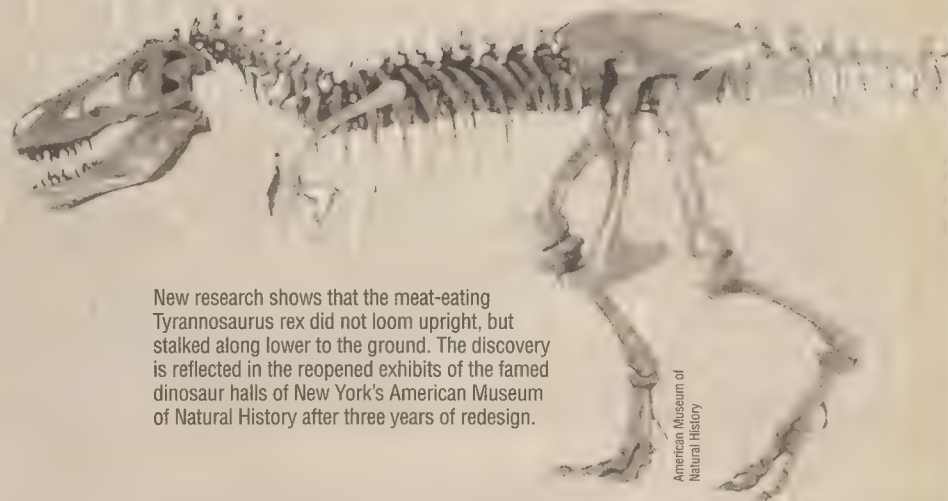 New research shows that the meat-eating
Tyrannosaurus rex did not loom upright, but
stalked along lower to the ground. The discovery
is reflected in the reopened exhibits of the famed
dinosaur halls of New York's American Museum
of Natural History after three years of redesign.
American Museum of
Natural History